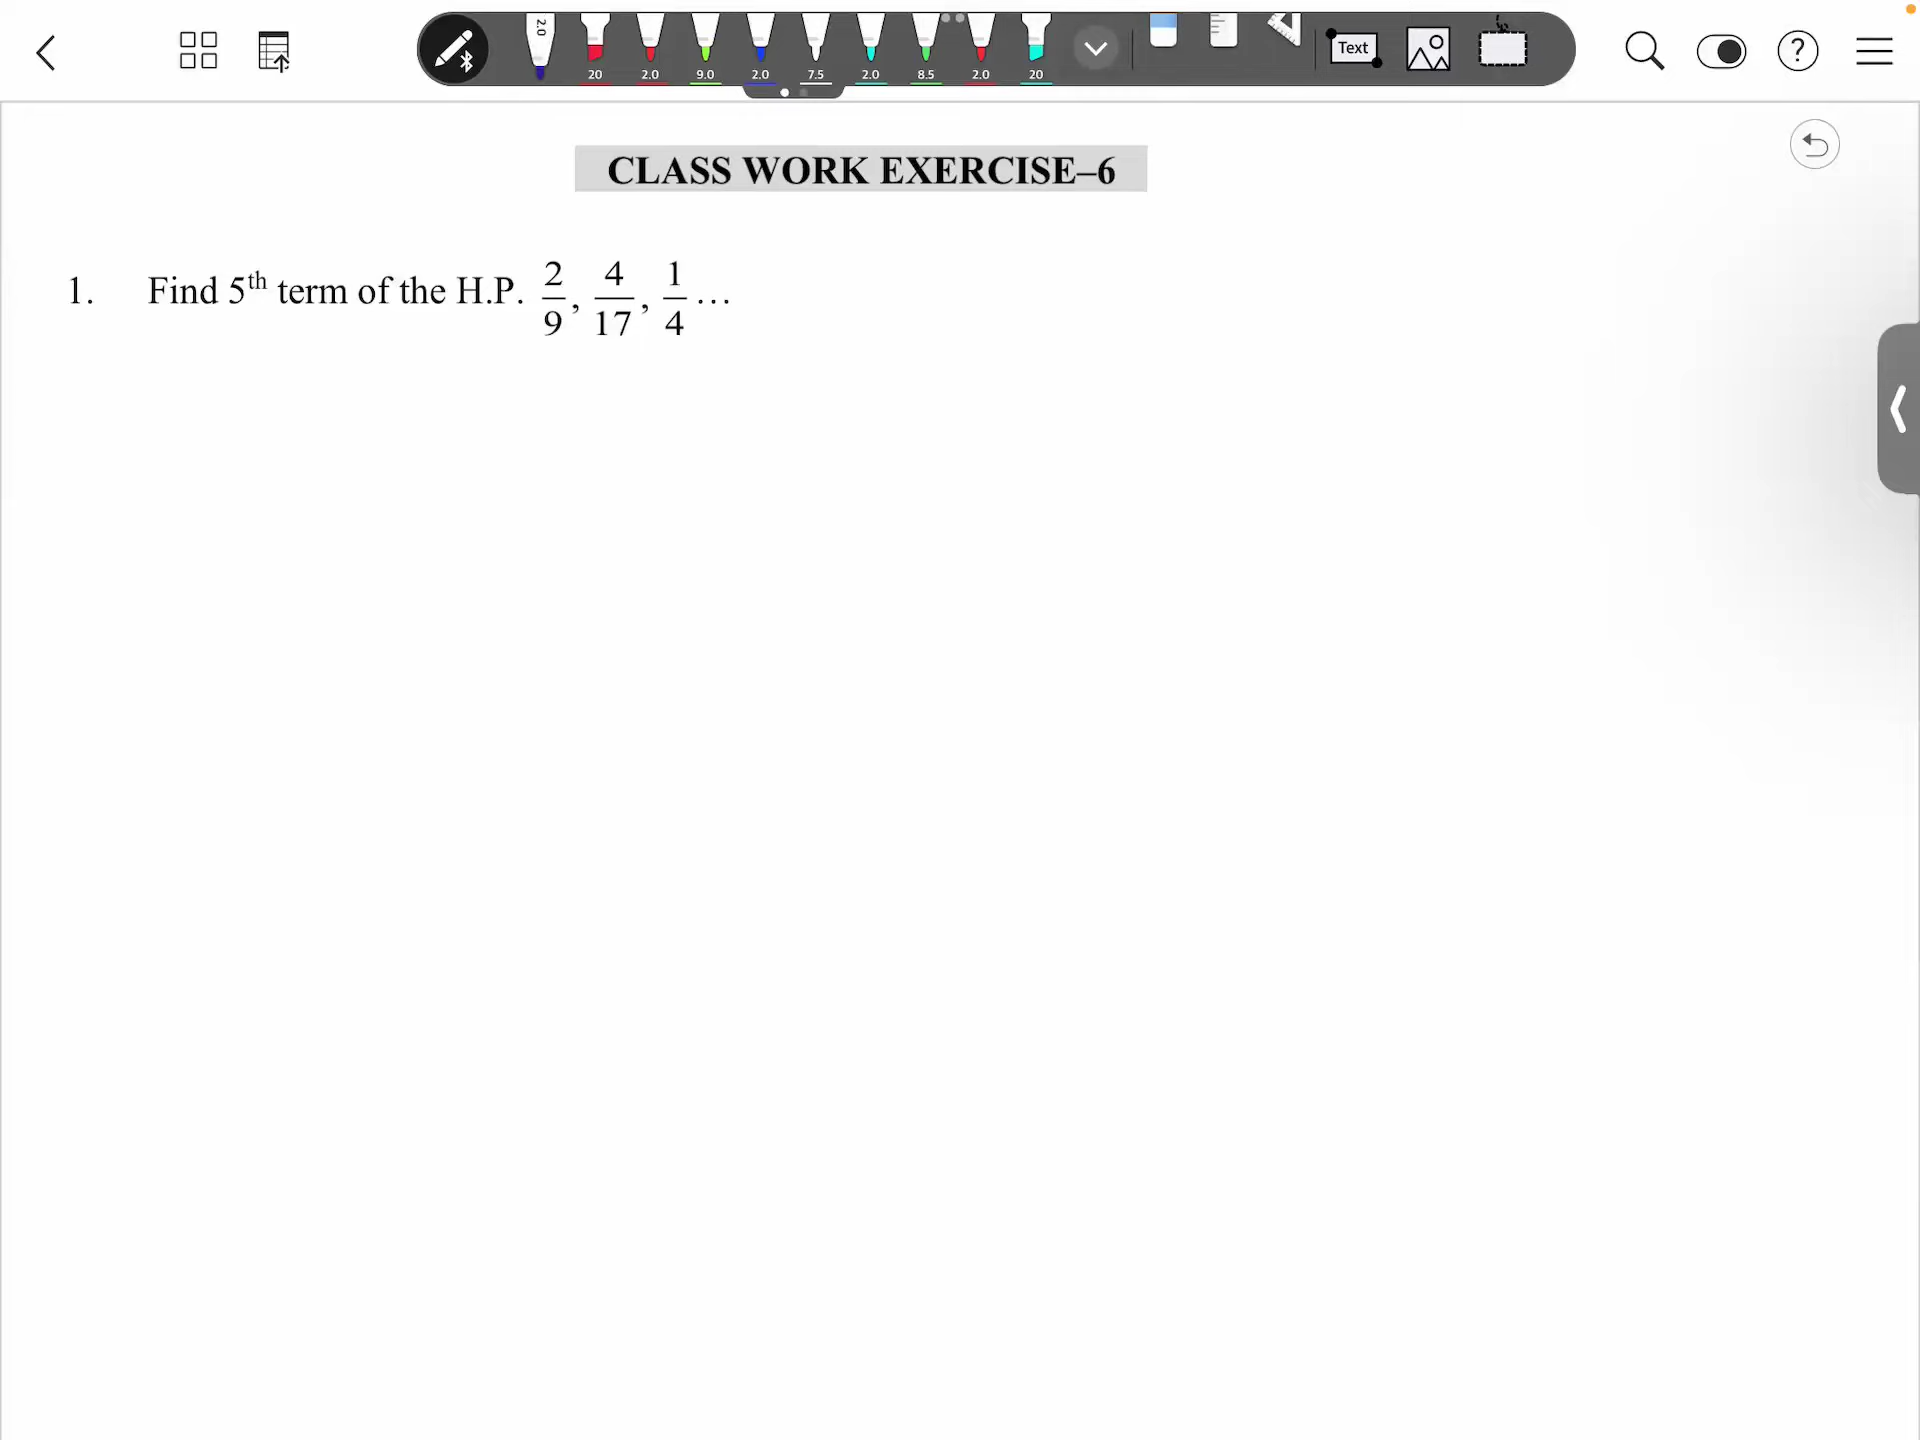 2.0
20 2.0 9.0 2.0 7.5 2.0 8.5 2.0 20
Text
?
CLASS WORK EXERCISE–6
1. Find 5th term of the H.P. 2/9, 4/17, 1/4 ...